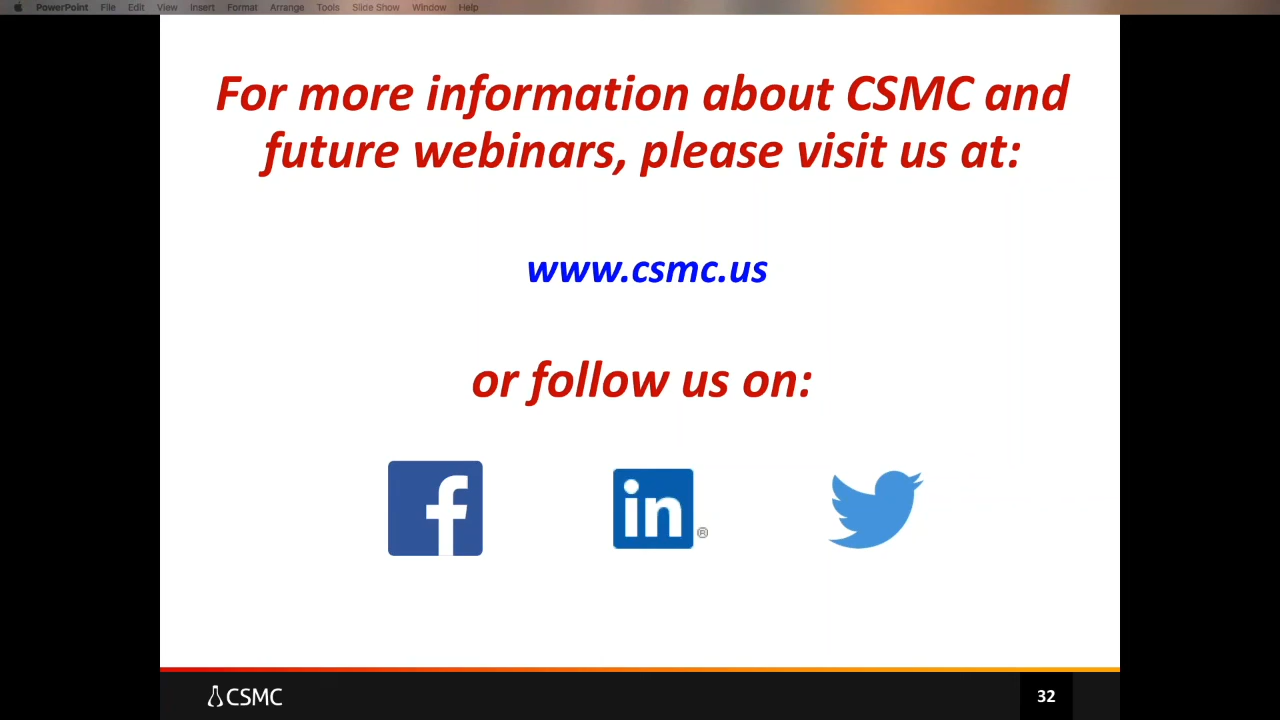 PowerPoint File Edit View Insert Format Arrange Tools Slide Show Window Help
For more information about CSMC and
future webinars, please visit us at:
www.csmc.us
or follow us on:
f in ®
CSMC 32